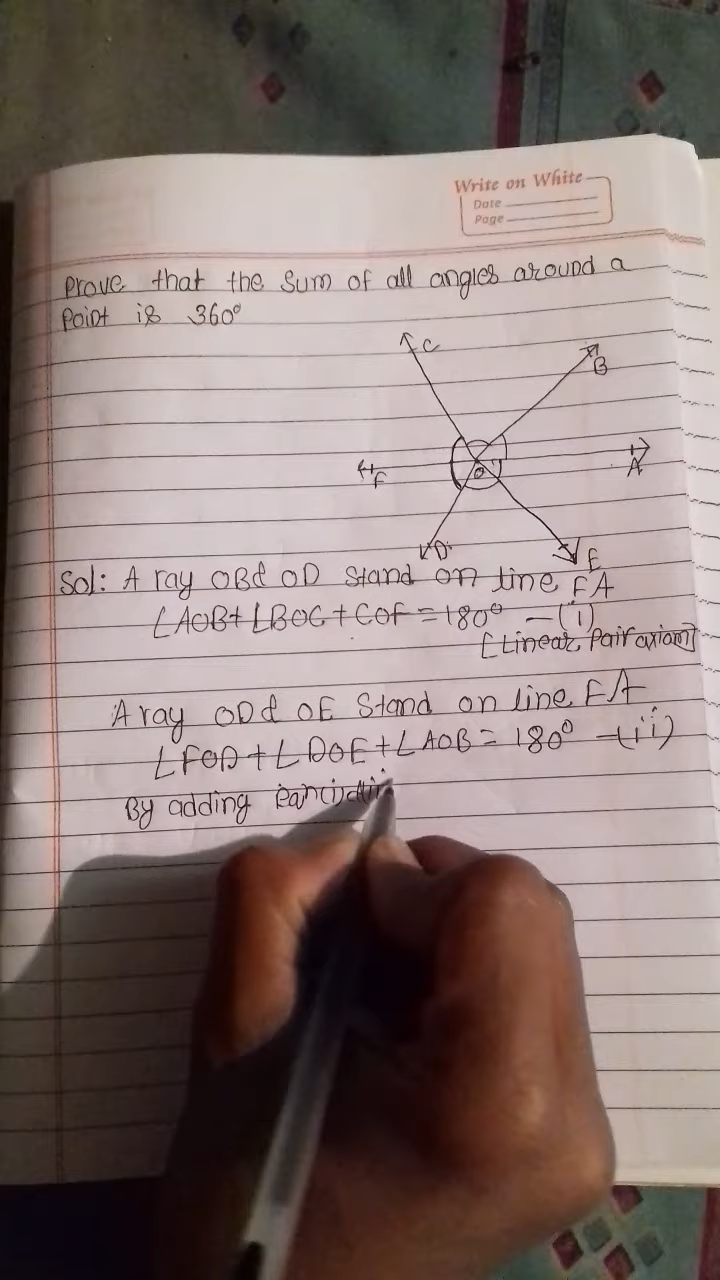 Write on White
Date
Page
Prove that the Sum of all angles around a
Point is 360°
C
B
F
O
A
D
E
Sol: A ray OB & OD Stand on line FA
∠AOB+∠BOC+COF=180° —(i)
[Linear Pair axiom]
A ray OD & OE Stand on line FA
∠FOD+∠DOE+∠AOB=180° —(ii)
By adding